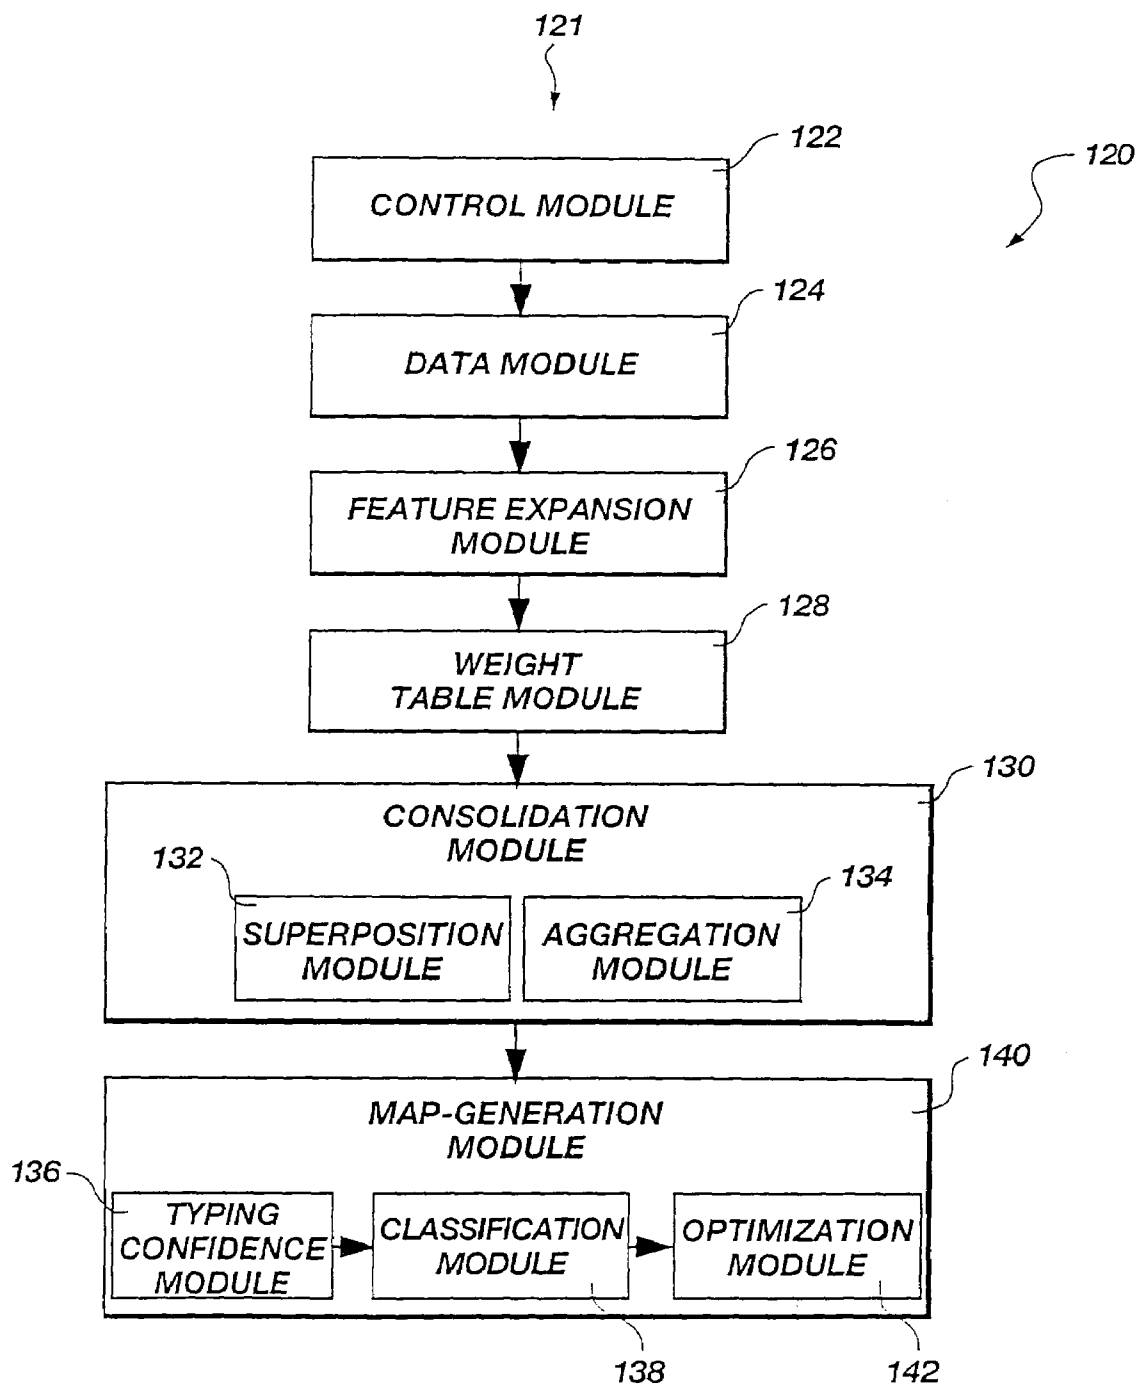 121
122
120
CONTROL MODULE
124
DATA MODULE
126
FEATURE EXPANSION
MODULE
128
WEIGHT
TABLE MODULE
130
CONSOLIDATION
MODULE
132
134
SUPERPOSITION
MODULE
AGGREGATION
MODULE
140
MAP-GENERATION
MODULE
136
TYPING
CONFIDENCE
MODULE
CLASSIFICATION
MODULE
OPTIMIZATION
MODULE
138
142